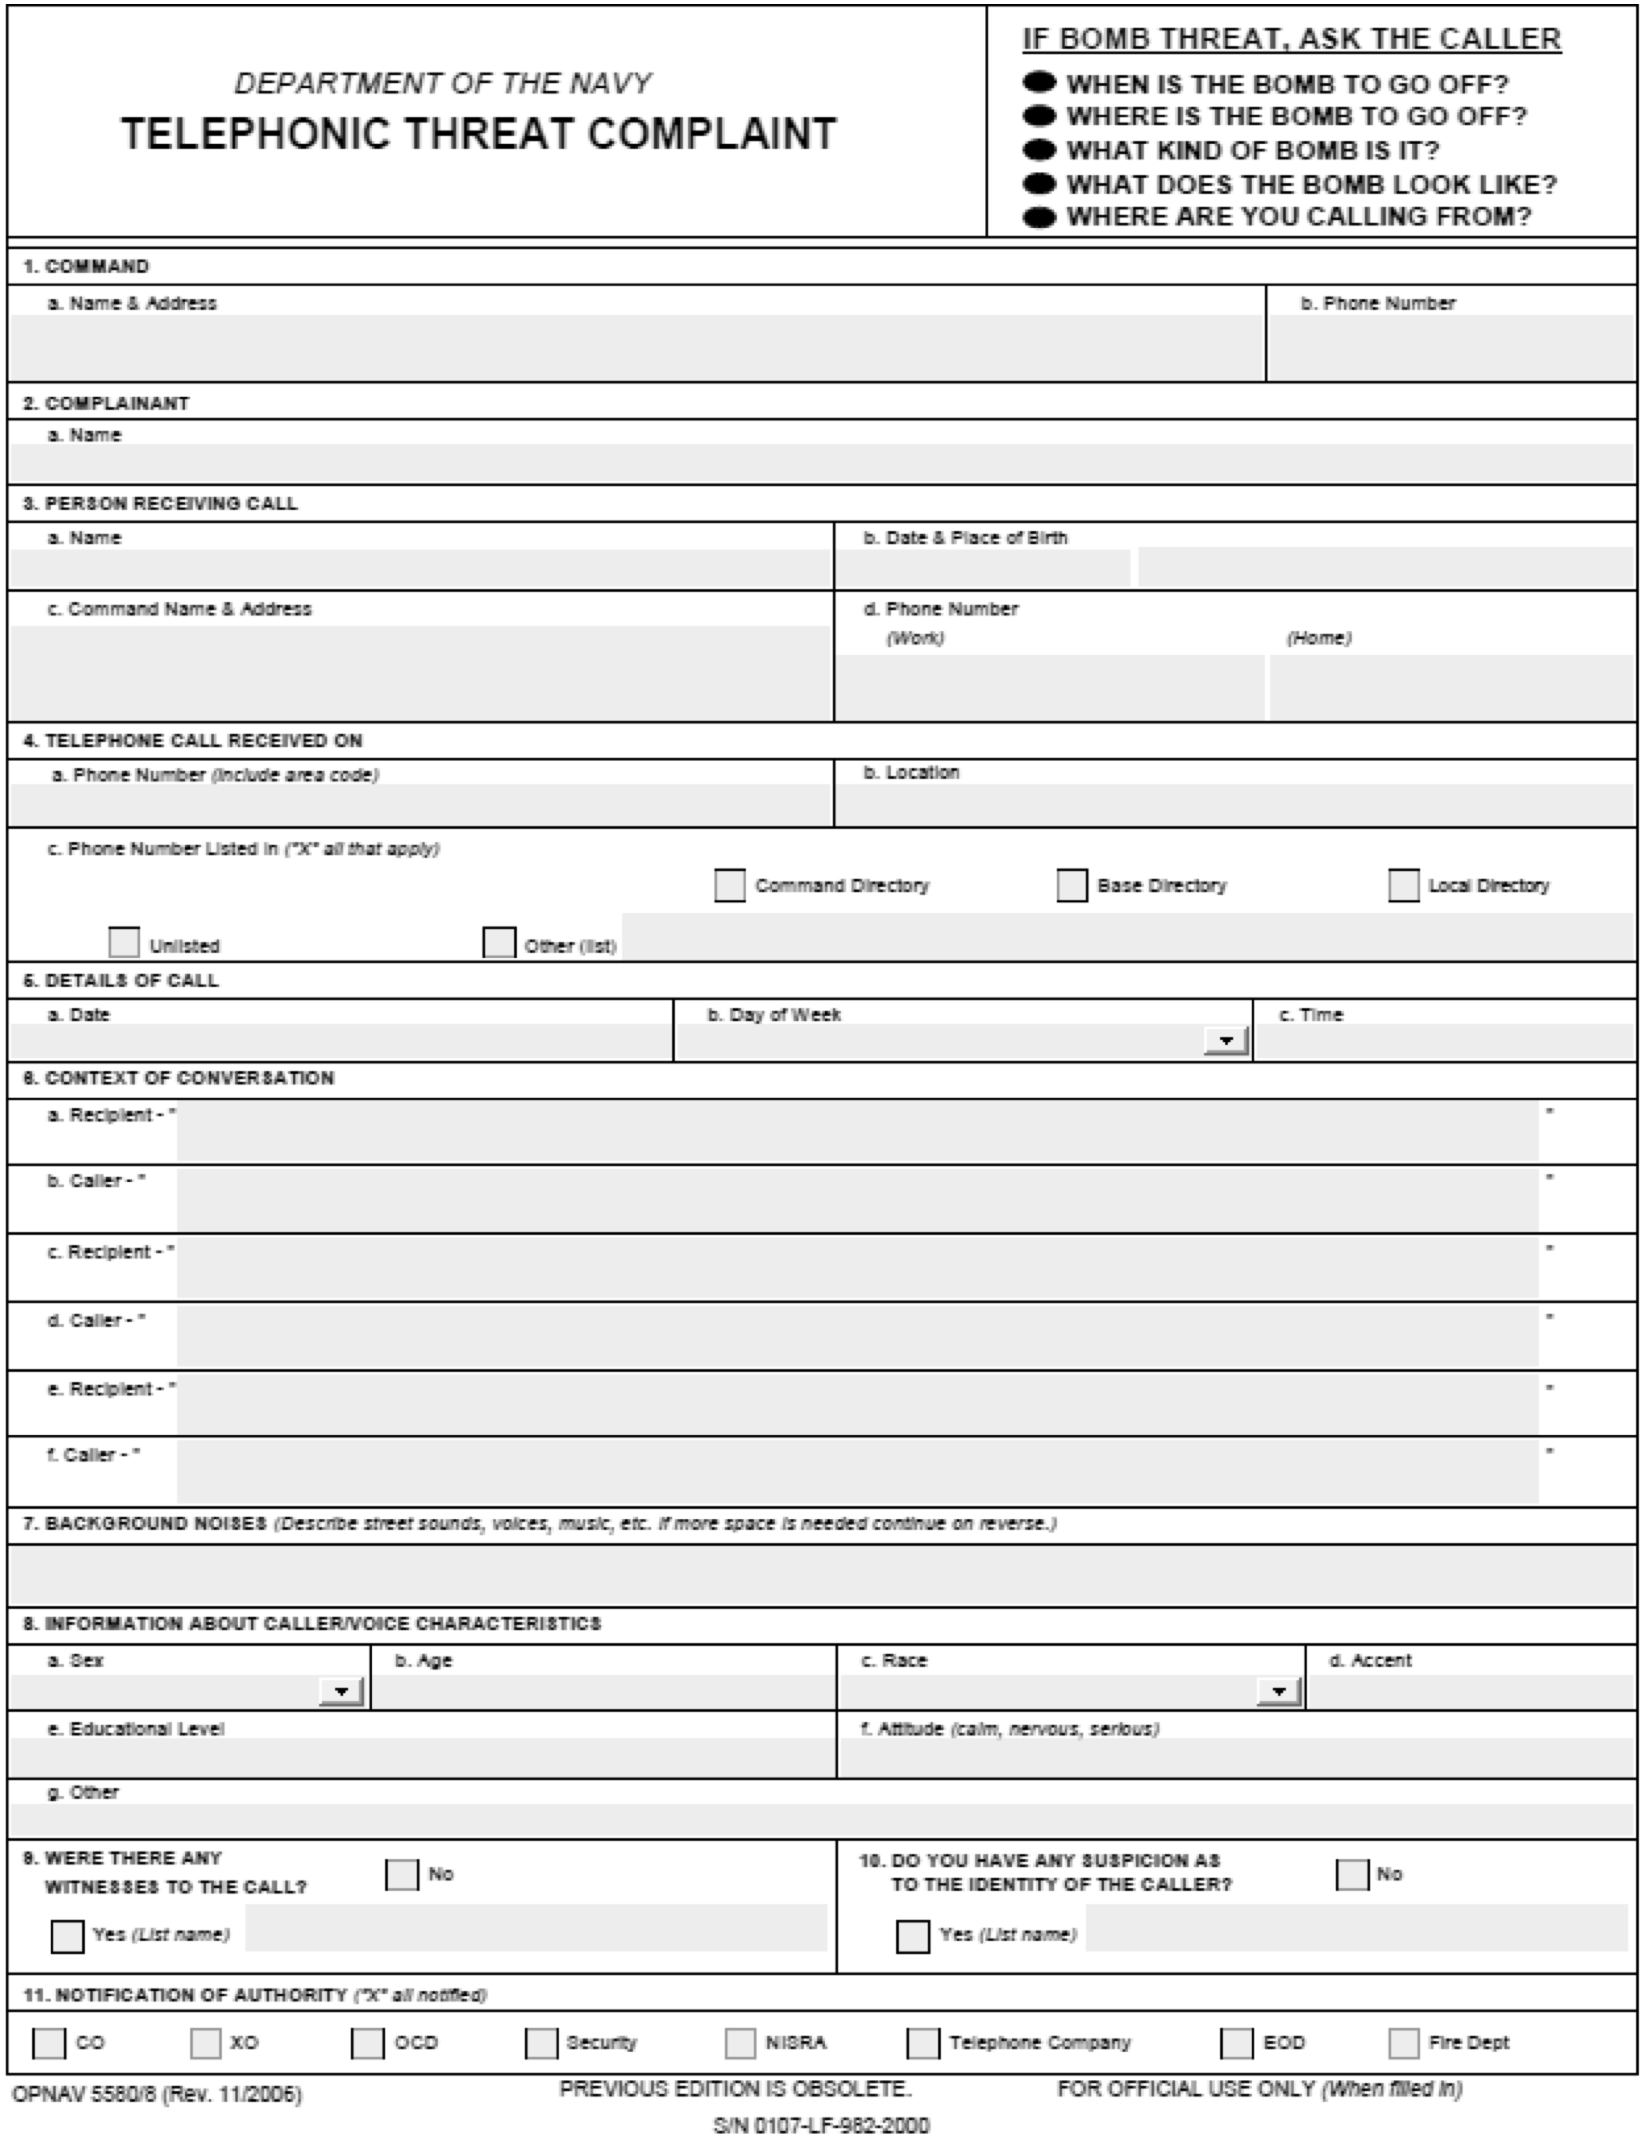 DEPARTMENT OF THE NAVY
TELEPHONIC THREAT COMPLAINT
IF BOMB THREAT, ASK THE CALLER
● WHEN IS THE BOMB TO GO OFF?
● WHERE IS THE BOMB TO GO OFF?
● WHAT KIND OF BOMB IS IT?
● WHAT DOES THE BOMB LOOK LIKE?
● WHERE ARE YOU CALLING FROM?
1. COMMAND
a. Name & Address b. Phone Number
2. COMPLAINANT
a. Name
3. PERSON RECEIVING CALL
a. Name b. Date & Place of Birth
c. Command Name & Address d. Phone Number
(Work) (Home)
4. TELEPHONE CALL RECEIVED ON
a. Phone Number (Include area code) b. Location
c. Phone Number Listed In ("X" all that apply)
Command Directory Base Directory Local Directory
Unlisted Other (list)
5. DETAILS OF CALL
a. Date b. Day of Week c. Time
6. CONTEXT OF CONVERSATION
a. Recipient - " "
b. Caller - " "
c. Recipient - " "
d. Caller - " "
e. Recipient - " "
f. Caller - " "
7. BACKGROUND NOISES (Describe street sounds, voices, music, etc. If more space is needed continue on reverse.)
8. INFORMATION ABOUT CALLER/VOICE CHARACTERISTICS
a. Sex b. Age c. Race d. Accent
e. Educational Level f. Attitude (calm, nervous, serious)
g. Other
9. WERE THERE ANY
WITNESSES TO THE CALL? No
Yes (List name)
10. DO YOU HAVE ANY SUSPICION AS
TO THE IDENTITY OF THE CALLER? No
Yes (List name)
11. NOTIFICATION OF AUTHORITY ("X" all notified)
CO XO OCD Security NISRA Telephone Company EOD Fire Dept
OPNAV 5580/8 (Rev. 11/2006) PREVIOUS EDITION IS OBSOLETE. FOR OFFICIAL USE ONLY (When filled in)
S/N 0107-LF-982-2000